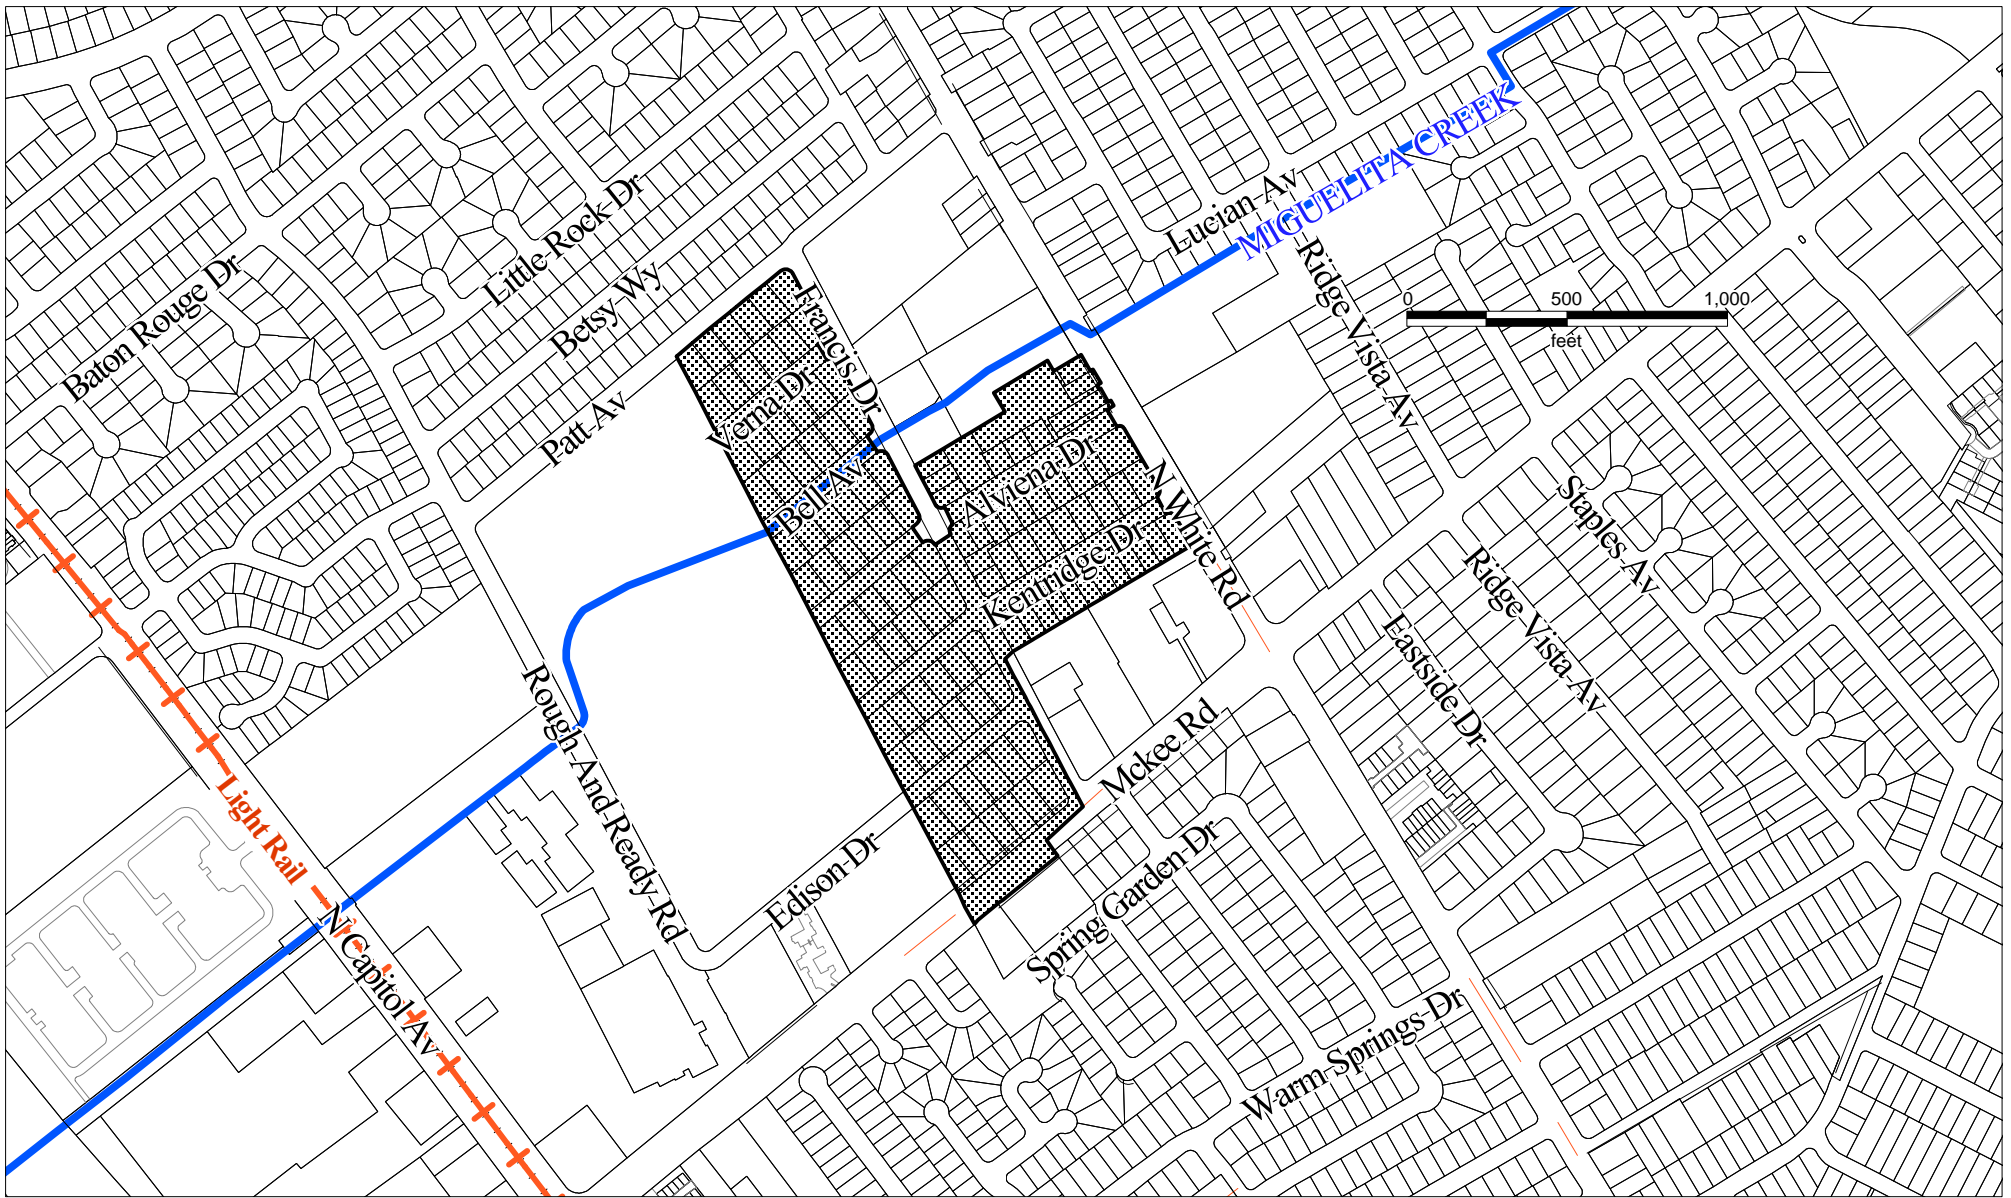 MIGUELITA CREEK
Lucian Av
Little Rock Dr
Baton Rouge Dr
Betsy Wy
Ridge Vista Av
0 500 1,000
feet
Francis Dr
Verna Dr
Patt Av
Bell Av
Alviena Dr
N White Rd
Kentridge Dr
Staples Av
Ridge Vista Av
Eastside Dr
Rough And Ready Rd
Mckee Rd
Light Rail
Edison Dr
Spring Garden Dr
N Capitol Av
Warm Springs Dr